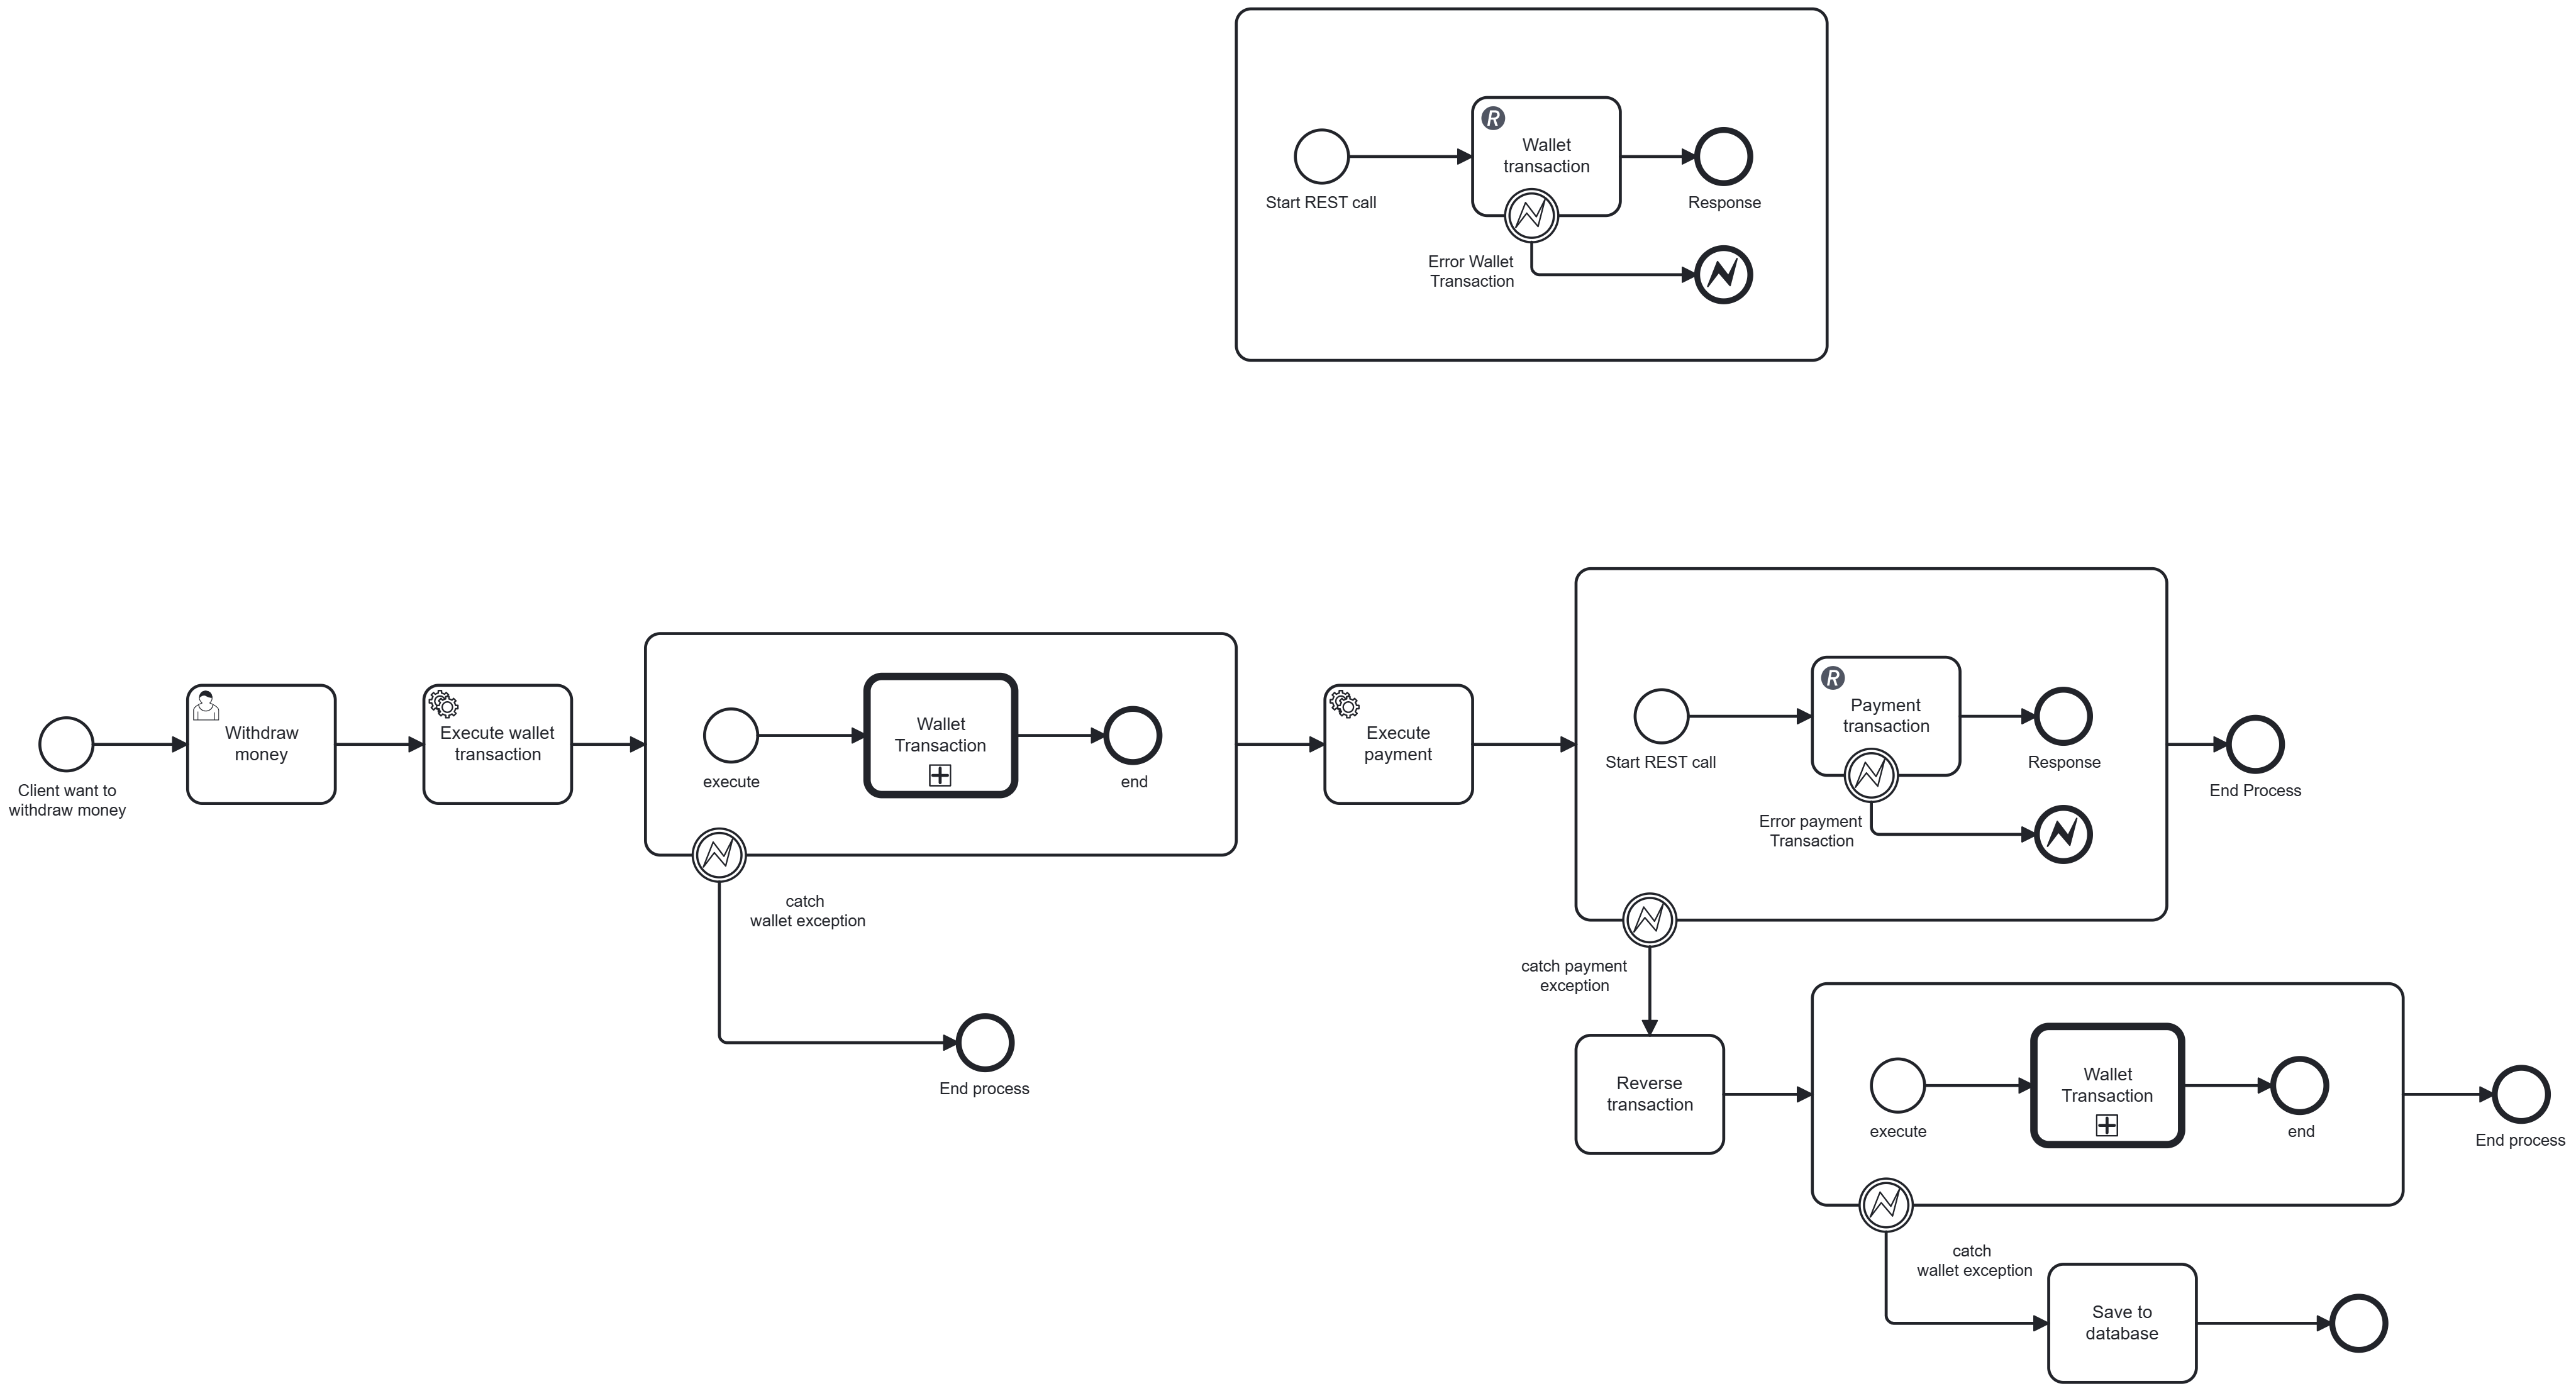 R
Wallet
transaction
Start REST call
Response
Error Wallet
Transaction
Client want to
withdraw money
Withdraw
money
Execute wallet
transaction
execute
Wallet
Transaction
end
catch
wallet exception
End process
Execute
payment
Start REST call
R
Payment
transaction
Response
Error payment
Transaction
End Process
catch payment
exception
Reverse
transaction
execute
Wallet
Transaction
end
End process
catch
wallet exception
Save to
database